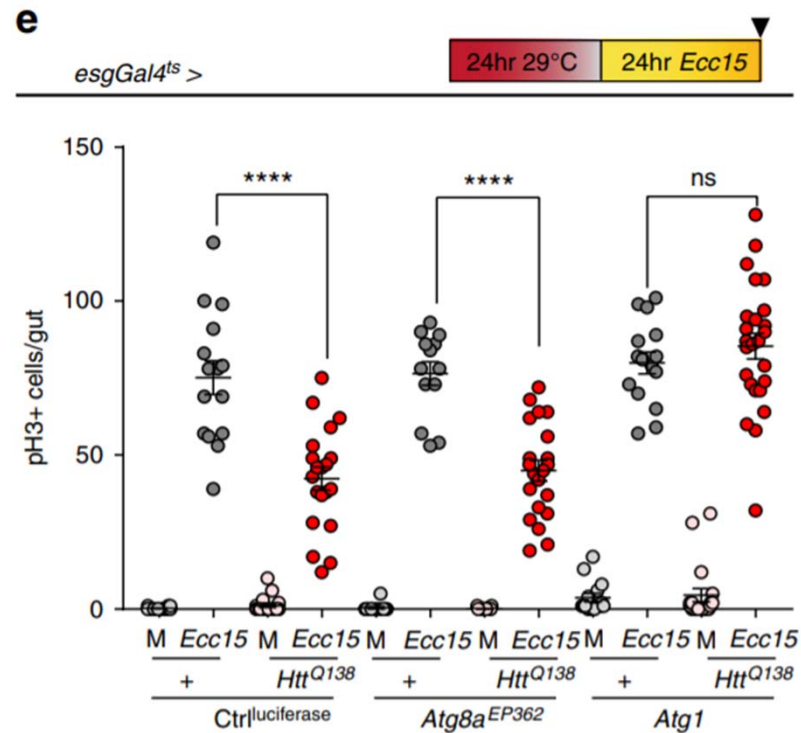 e
esgGal4ts >
24hr 29°C 24hr Ecc15
150
**** **** ns
100
pH3+ cells/gut
50
0
M Ecc15 M Ecc15 M Ecc15 M Ecc15 M Ecc15 M Ecc15
+ HttQ138 + HttQ138 + HttQ138
Ctrlluciferase Atg8aEP362 Atg1